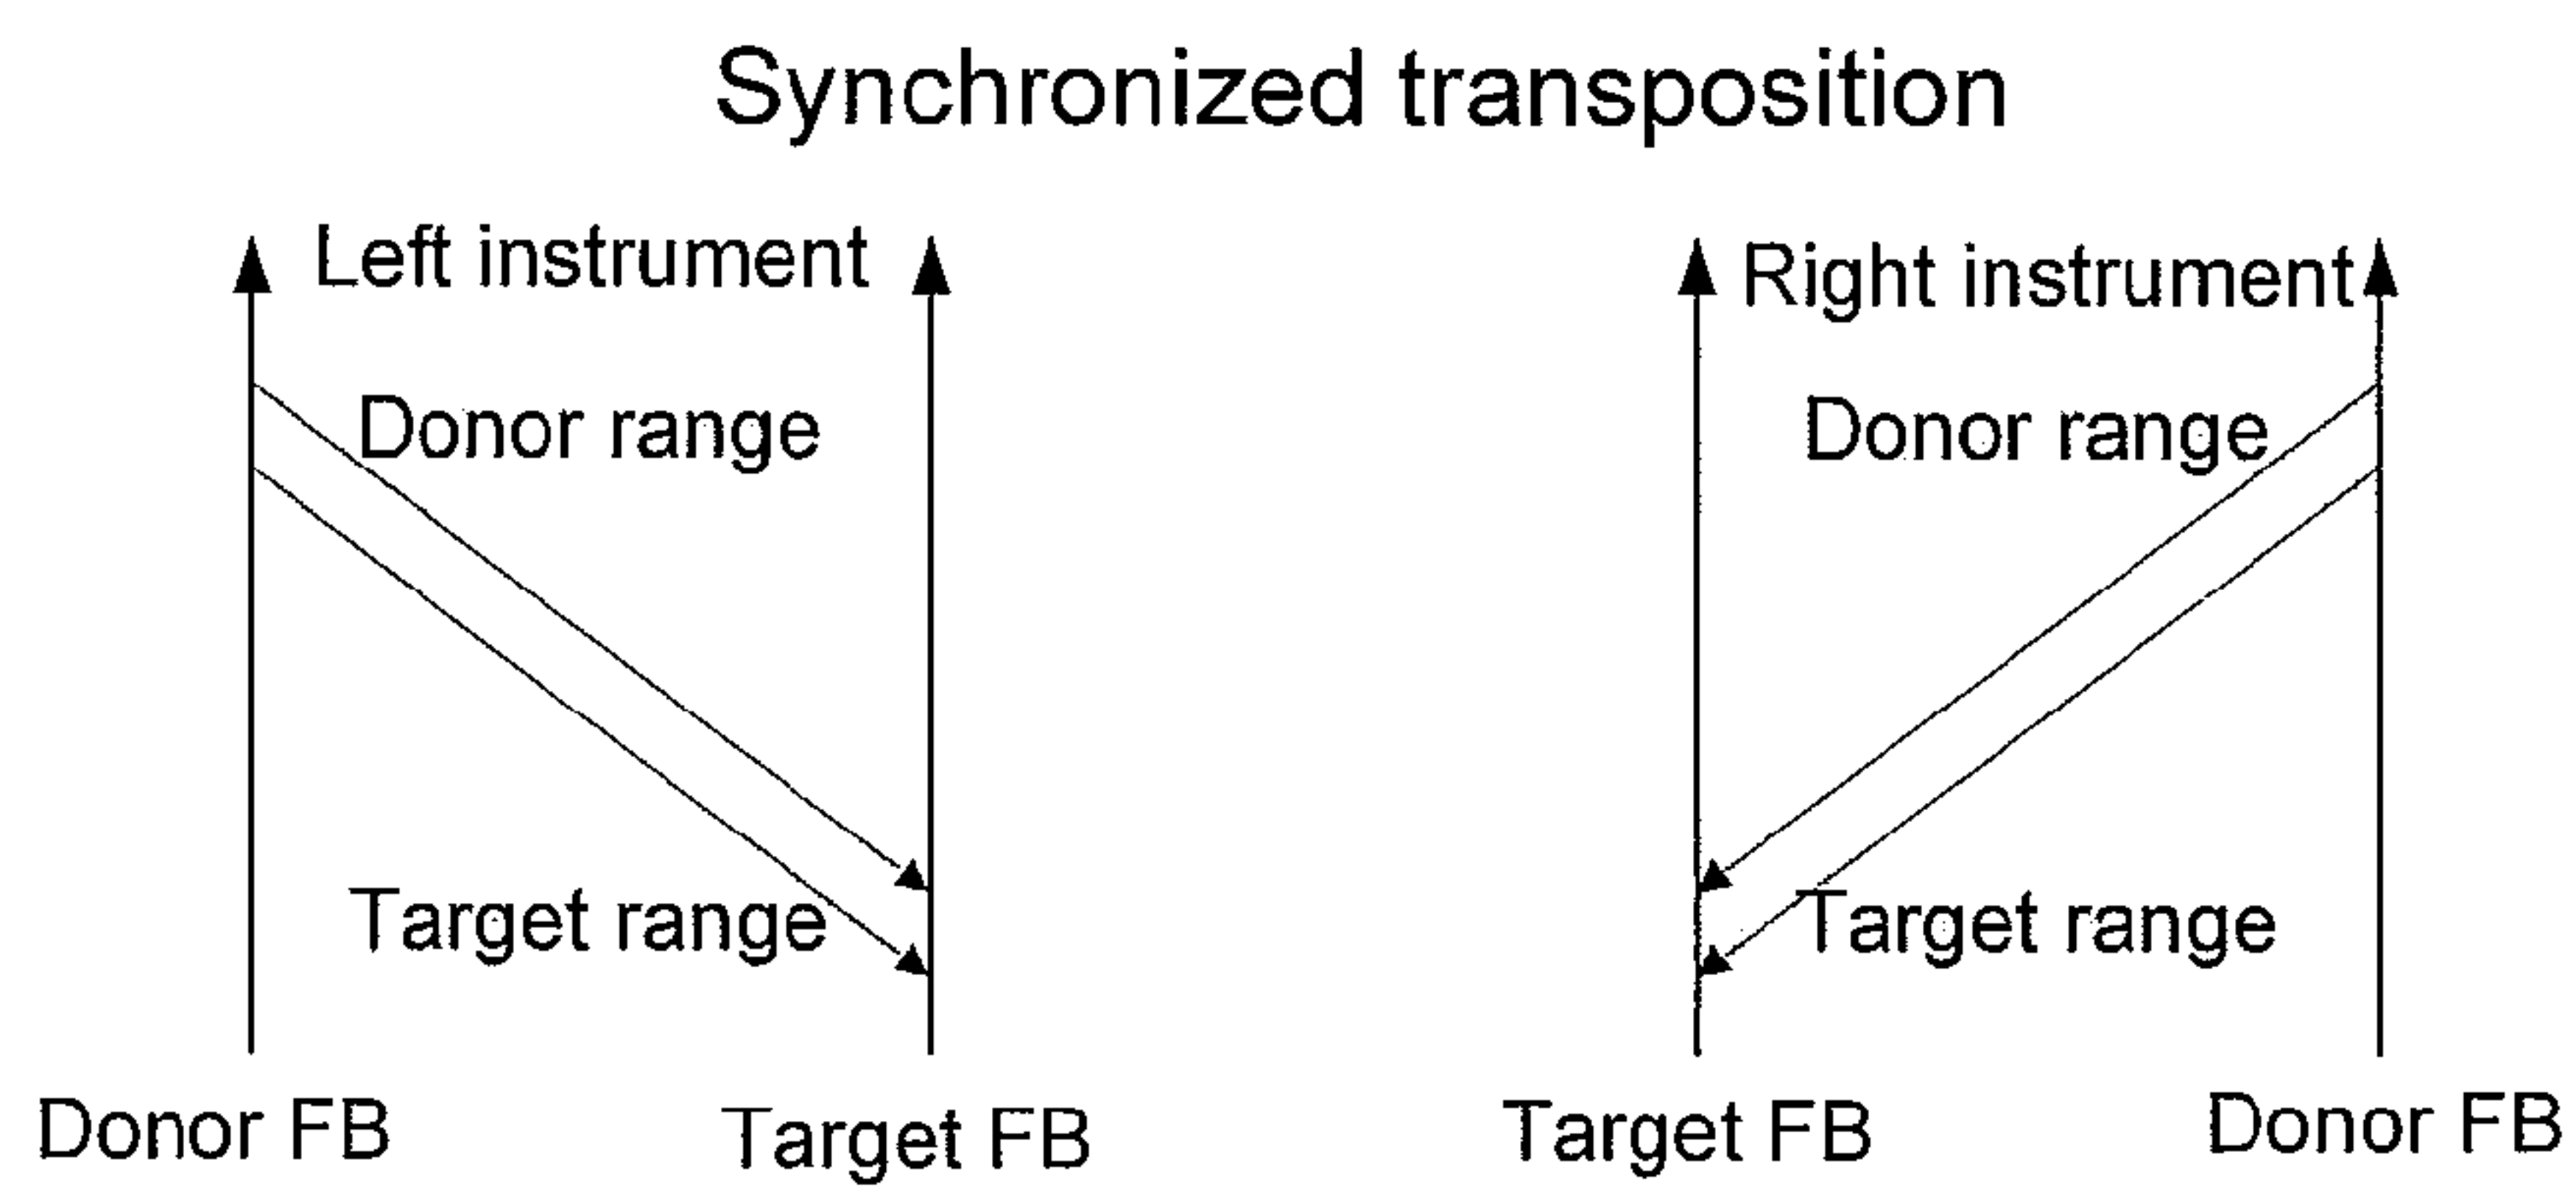 Synchronized transposition
Left instrument
Right instrument
Donor range
Donor range
Target range
Target range
Donor FB
Target FB
Target FB
Donor FB